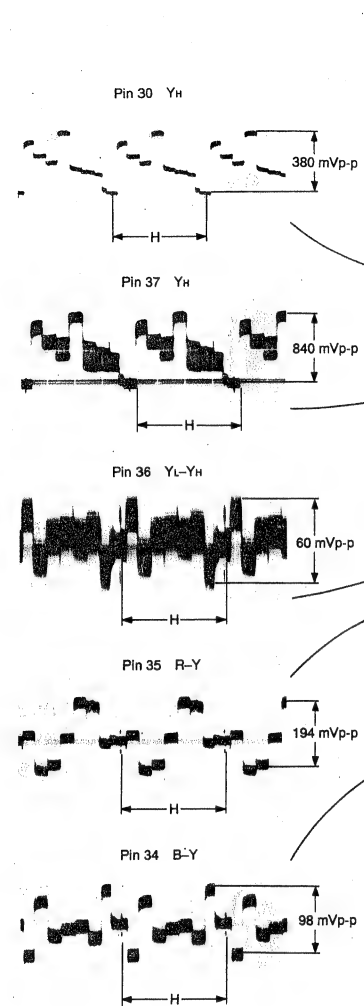 Pin 30 YH
380 mVp-p
H
Pin 37 YH
840 mVp-p
H
Pin 36 YL–YH
60 mVp-p
H
Pin 35 R–Y
194 mVp-p
H
Pin 34 B–Y
98 mVp-p
H